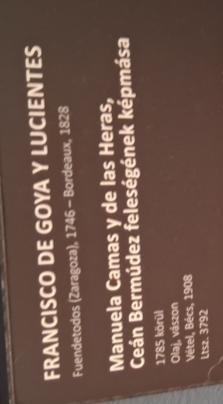 FRANCISCO DE GOYA Y LUCIENTES
Fuendetodos (Zaragoza), 1746 – Bordeaux, 1828
Manuela Camas y de las Heras,
Ceán Bermúdez feleségének képmása
1785 körül
Olaj, vászon
Vétel, Bécs, 1908
Ltsz. 3792